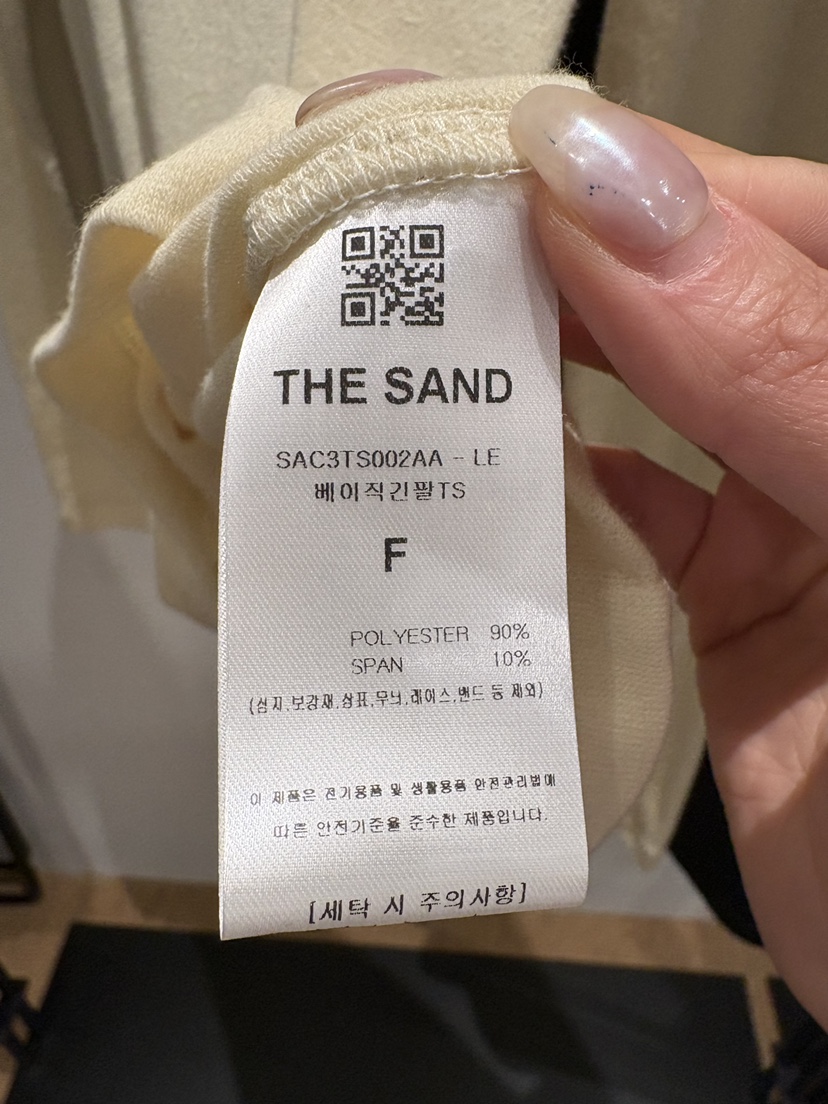 THE SAND
SAC3TS002AA - LE
베이직긴팔TS
F
POLYESTER 90%
SPAN 10%
(심지,보강재,상표,무늬,레이스,밴드 등 제외)
이 제품은 전기용품 및 생활용품 안전관리법에
따른 안전기준을 준수한 제품입니다.
[세탁 시 주의사항]